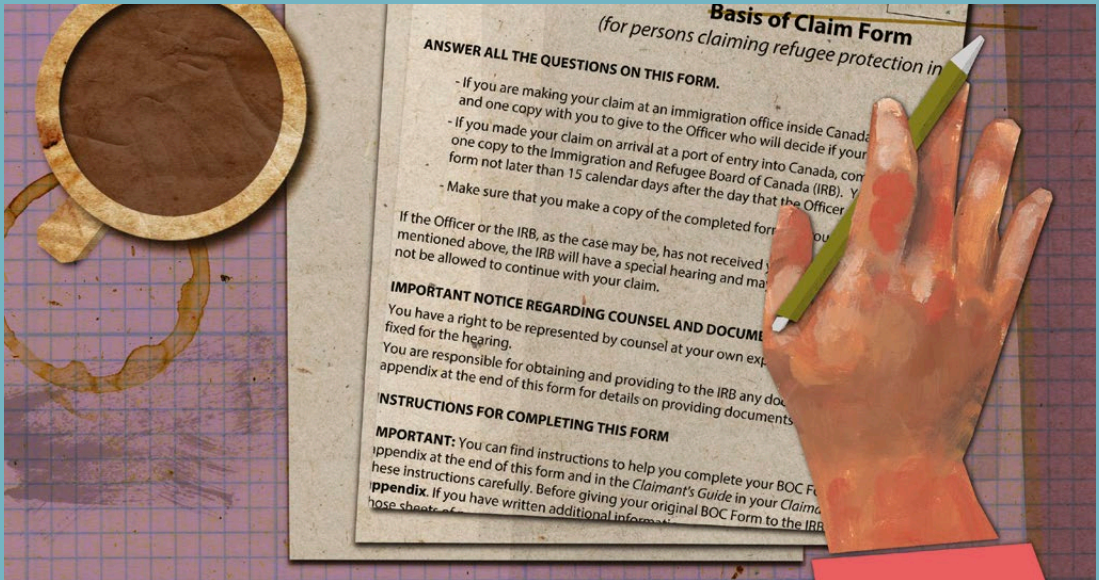 Basis of Claim Form
(for persons claiming refugee protection in
ANSWER ALL THE QUESTIONS ON THIS FORM.
- If you are making your claim at an immigration office inside Canada
and one copy with you to give to the Officer who will decide if your
- If you made your claim on arrival at a port of entry into Canada, com
one copy to the Immigration and Refugee Board of Canada (IRB). Y
form not later than 15 calendar days after the day that the Officer
- Make sure that you make a copy of the completed for you
If the Officer or the IRB, as the case may be, has not received y
mentioned above, the IRB will have a special hearing and ma
not be allowed to continue with your claim.
IMPORTANT NOTICE REGARDING COUNSEL AND DOCUME
You have a right to be represented by counsel at your own exp
fixed for the hearing.
You are responsible for obtaining and providing to the IRB any doc
appendix at the end of this form for details on providing documents
INSTRUCTIONS FOR COMPLETING THIS FORM
MPORTANT: You can find instructions to help you complete your BOC Fo
appendix at the end of this form and in the Claimant's Guide in your Claima
hese instructions carefully. Before giving your original BOC Form to the IRB
ppendix. If you have written additional informati
hose sheets of